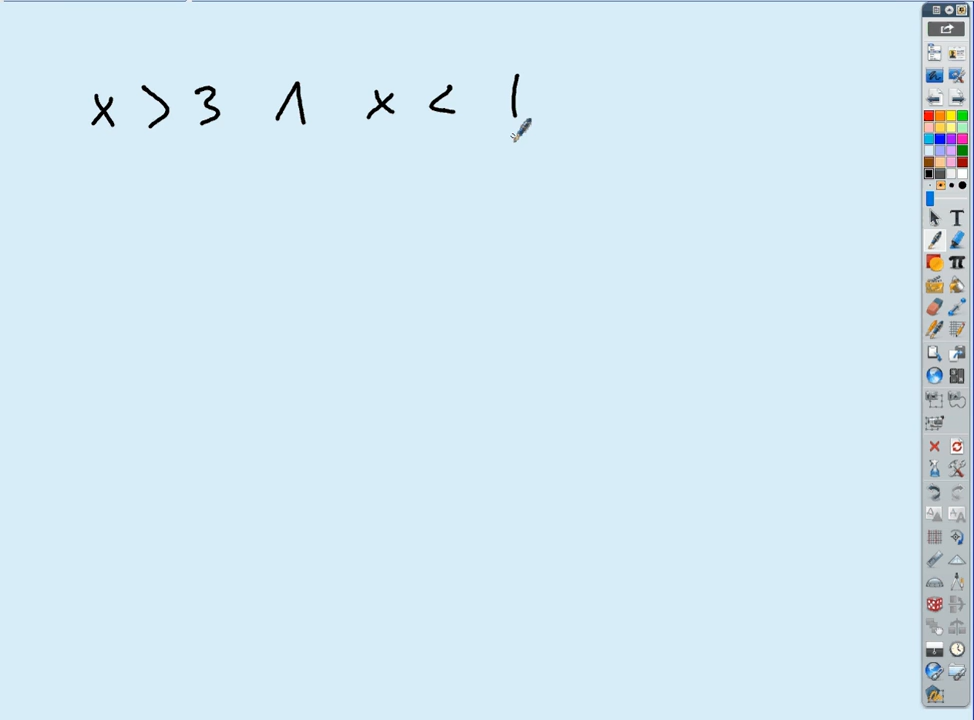 x > 3 ∧ x < 1